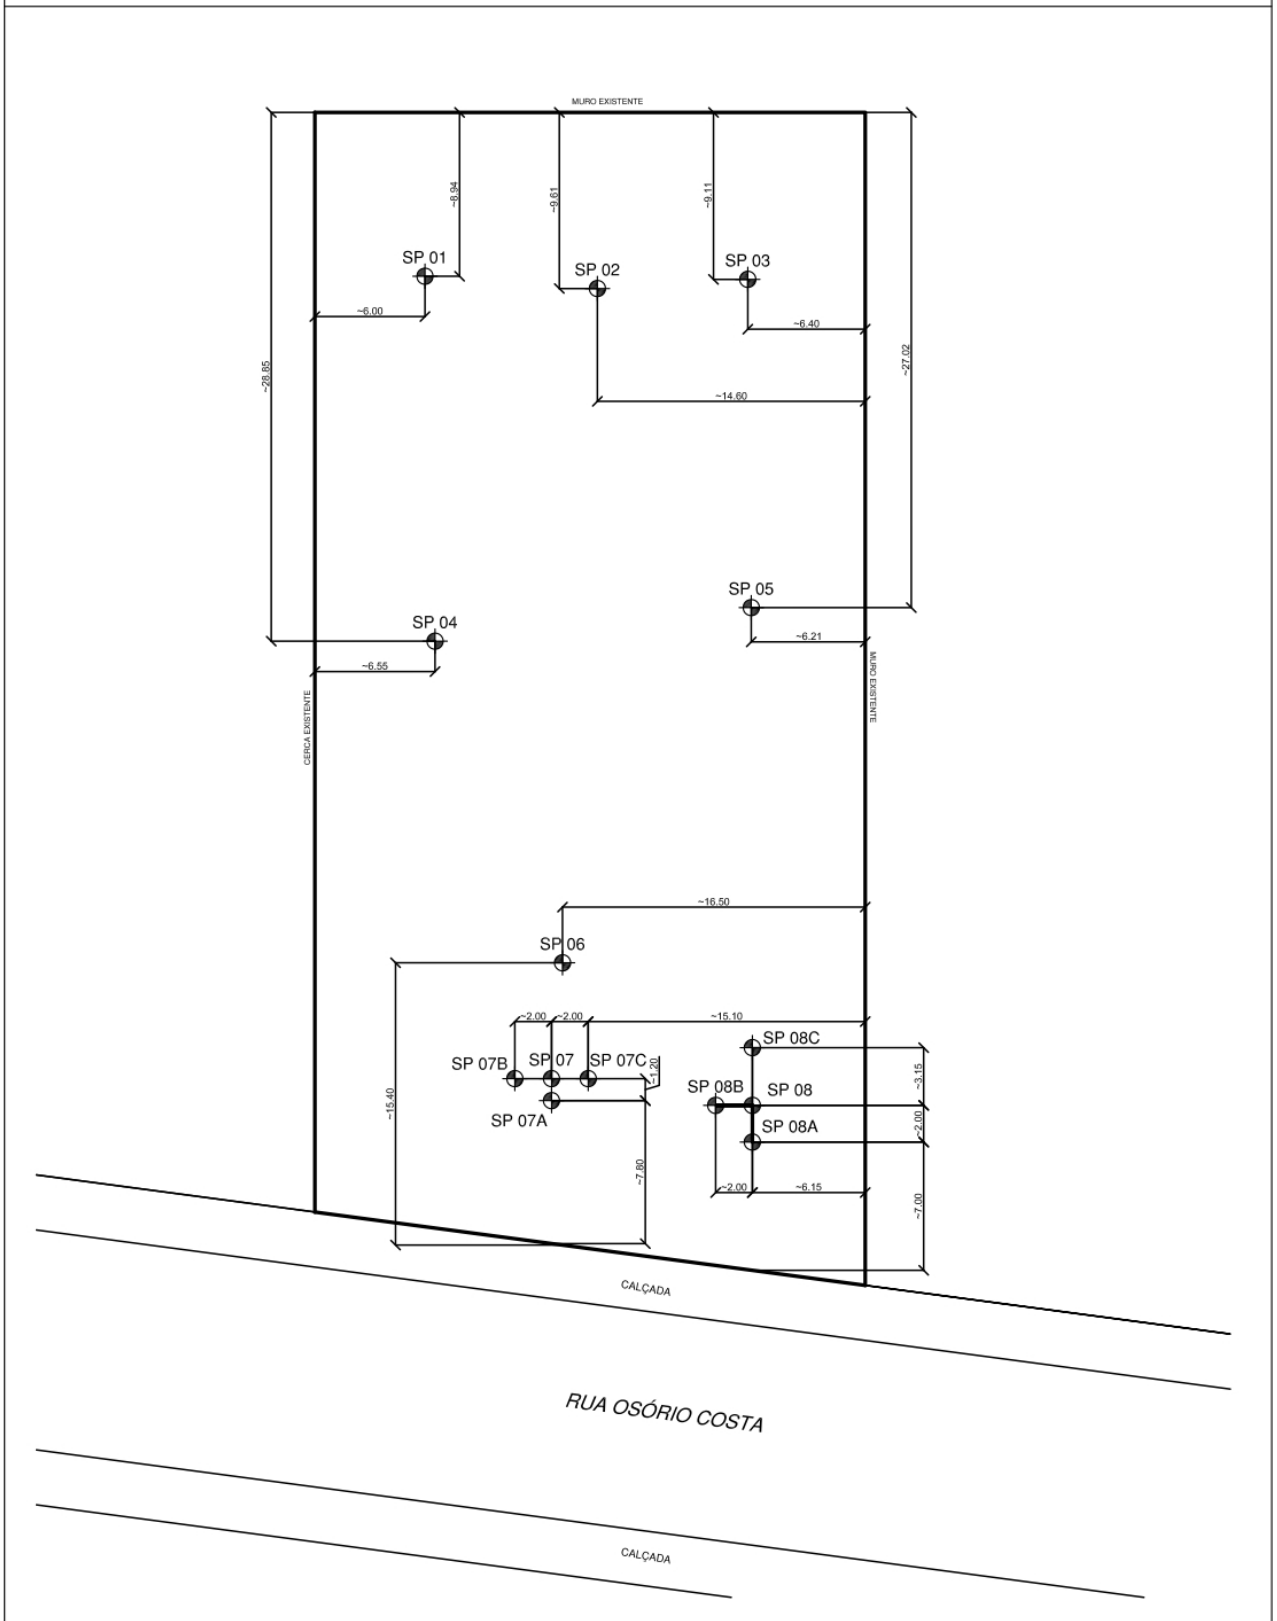 MURO EXISTENTE
~8.94
~9.61
~9.11
SP 01
SP 02
SP 03
~6.00
~6.40
~28.85
~27.02
~14.60
SP 05
SP 04
~6.21
~6.55
MURO EXISTENTE
CERCA EXISTENTE
~16.50
SP 06
~2.00
~2.00
~15.10
SP 08C
SP 07B
SP 07
SP 07C
~1.20
~3.15
SP 08B
SP 08
~15.40
SP 07A
SP 08A
~2.00
~7.80
~2.00
~6.15
~7.00
CALÇADA
RUA OSÓRIO COSTA
CALÇADA